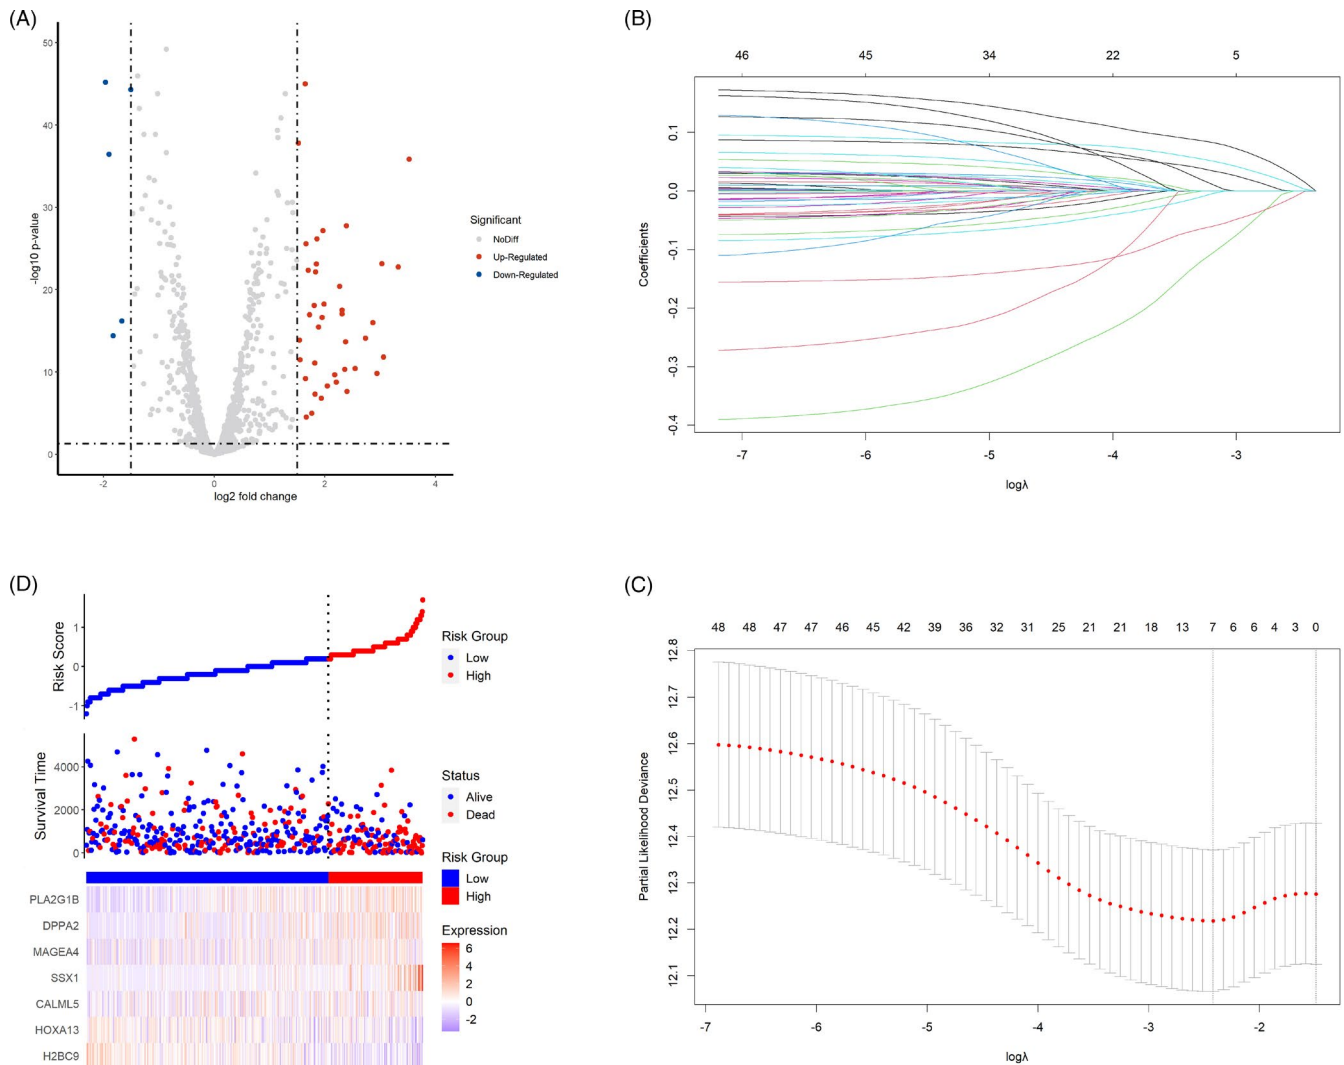 (A)
50
40
30
20
10
0
-log10 p-value
-2
0
2
4
log2 fold change
Significant
NoDiff
Up-Regulated
Down-Regulated
(B)
46
45
34
22
5
0.1
0.0
-0.1
-0.2
-0.3
-0.4
Coefficients
-7
-6
-5
-4
-3
logλ
(D)
1
0
-1
Risk Score
Risk Group
Low
High
4000
2000
0
Survival Time
Status
Alive
Dead
Risk Group
Low
High
PLA2G1B
DPPA2
MAGEA4
SSX1
CALML5
HOXA13
H2BC9
Expression
6
4
2
0
-2
(C)
48 48 47 47 46 45 42 39 36 32 31 25 21 21 18 13 7 6 6 4 3 0
12.8
12.7
12.6
12.5
12.4
12.3
12.2
12.1
Partial Likelihood Deviance
-7
-6
-5
-4
-3
-2
logλ